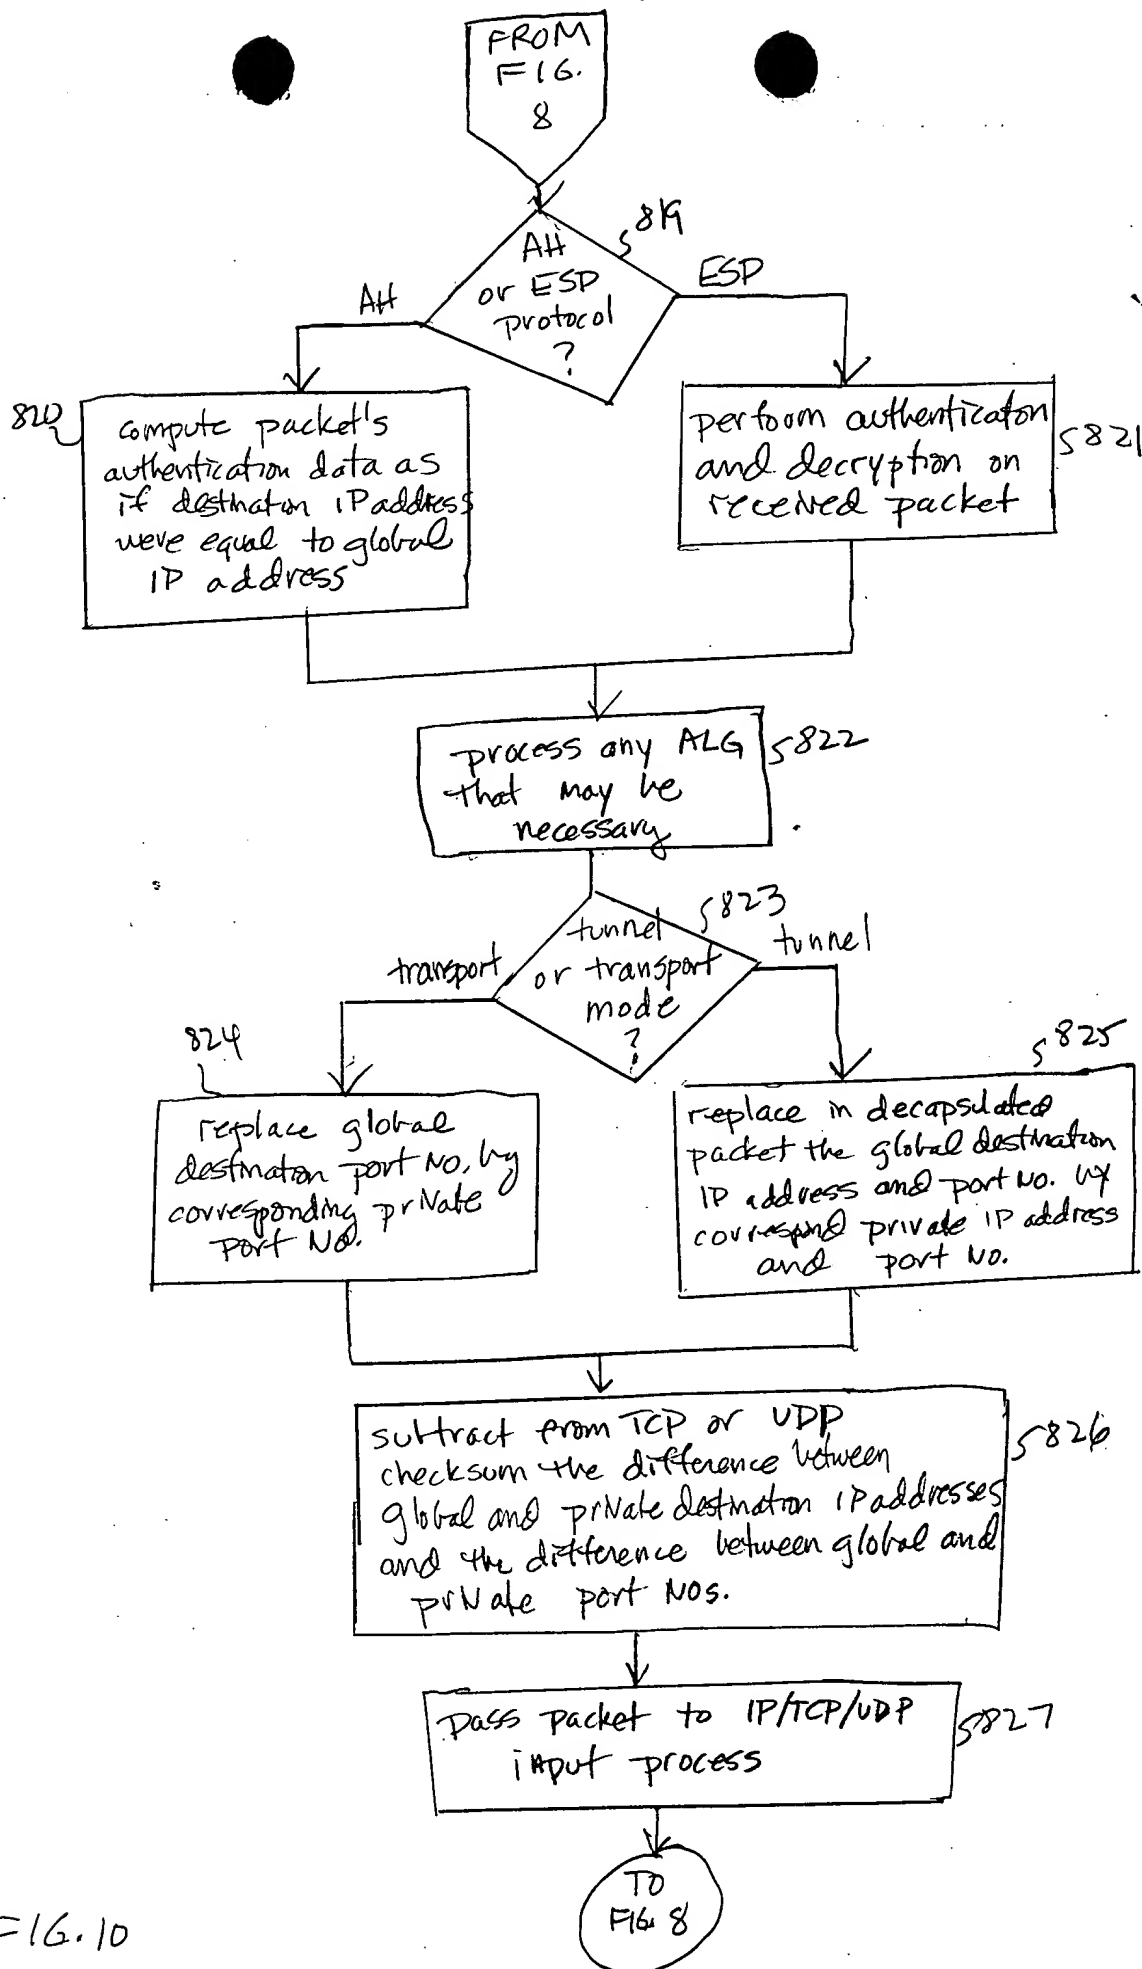 FROM
FIG.
8
819
AH
or ESP
protocol
?
AH
ESP
820
compute packet's
authentication data as
if destination IP address
were equal to global
IP address
821
perform authenticaton
and decryption on
received packet
822
process any ALG
that may be
necessary
823
tunnel
or transport
mode
?
transport
tunnel
824
replace global
destination port No. by
corresponding private
port No.
825
replace in decapsulated
packet the global destination
IP address and port No. by
correspond private IP address
and port No.
826
subtract from TCP or UDP
checksum the difference between
global and private destination IP addresses
and the difference between global and
private port Nos.
827
pass packet to IP/TCP/UDP
input process
TO
FIG. 8
FIG. 10